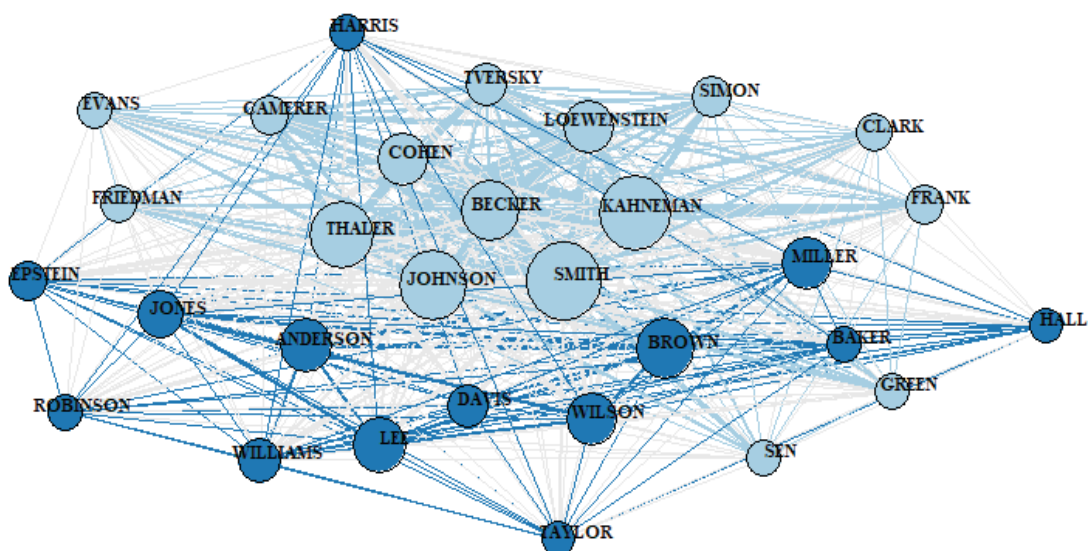 HARRIS
TVERSKY
SIMON
EVANS
CAMERER
LOEWENSTEIN
CLARK
COHEN
FRIEDMAN
BECKER
KAHNEMAN
FRANK
THALER
MILLER
EPSTEIN
JOHNSON
SMITH
JONES
HALL
ANDERSON
BROWN
BAKER
GREEN
ROBINSON
DAVIS
WILSON
LEE
WILLIAMS
SEN
TAYLOR